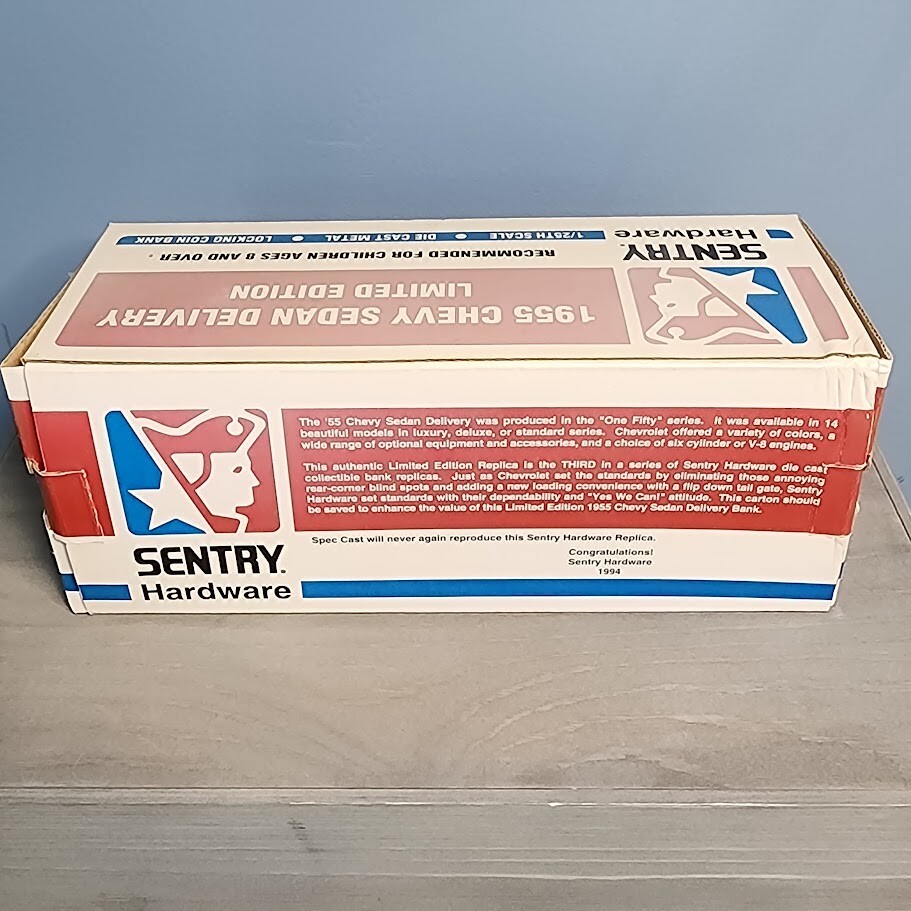 SENTRY.
Hardware
1/25TH SCALE • DIE CAST METAL • LOCKING COIN BANK
RECOMMENDED FOR CHILDREN AGES 8 AND OVER.
1955 CHEVY SEDAN DELIVERY
LIMITED EDITION
The '55 Chevy Sedan Delivery was produced in the "One Fifty" series. It was available in 14
beautiful models in luxury, deluxe, or standard series. Chevrolet offered a variety of colors, a
wide range of optional equipment and accessories, and a choice of six cylinder or V-8 engines.
This authentic Limited Edition Replica is the THIRD in a series of Sentry Hardware die cast
collectible bank replicas. Just as Chevrolet set the standards by eliminating those annoying
rear-corner blind spots and adding a new loading convenience with a flip down tail gate, Sentry
Hardware set standards with their dependability and "Yes We Can!" attitude. This carton should
be saved to enhance the value of this Limited Edition 1955 Chevy Sedan Delivery Bank.
Spec Cast will never again reproduce this Sentry Hardware Replica.
Congratulations!
Sentry Hardware
1994
SENTRY.
Hardware